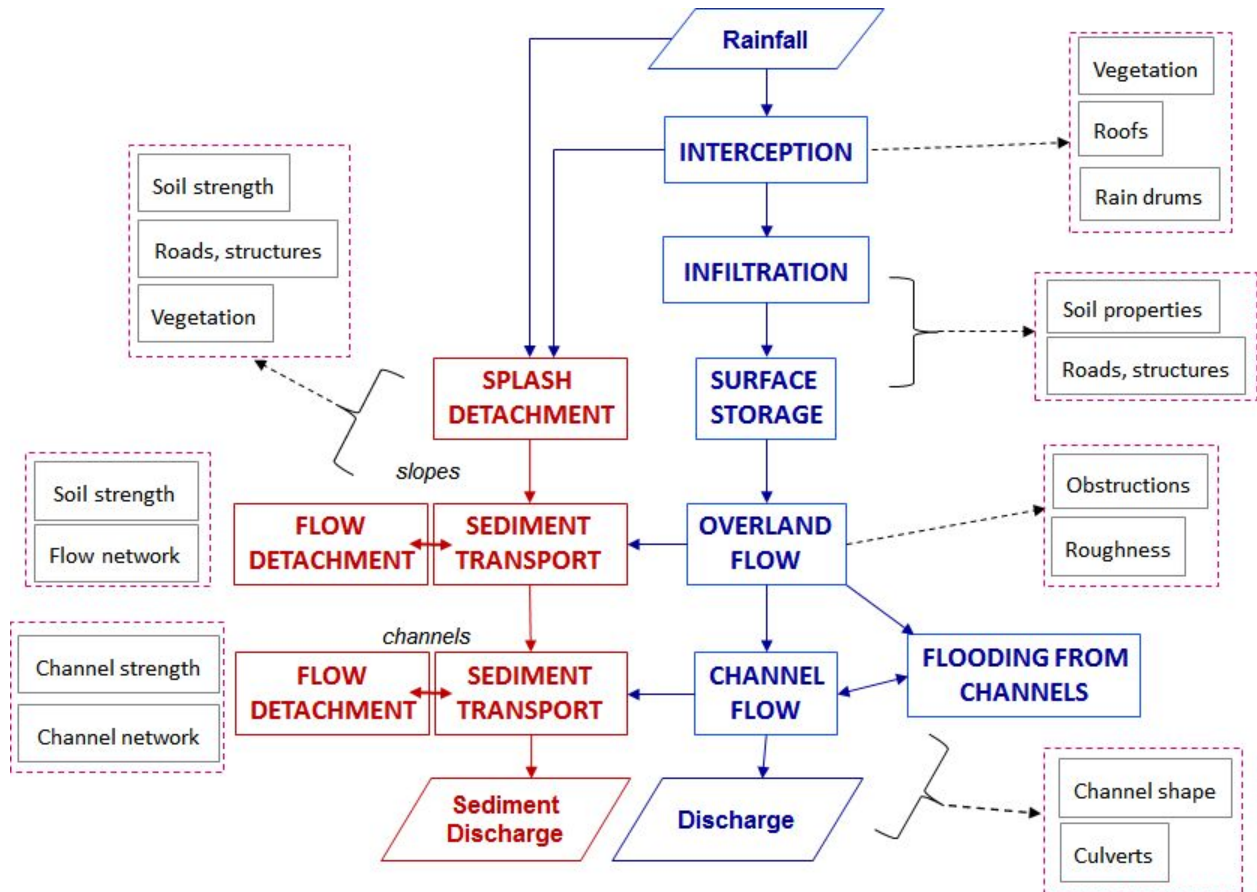 Rainfall
Vegetation
Roofs
Rain drums
INTERCEPTION
Soil strength
Roads, structures
Vegetation
INFILTRATION
Soil properties
Roads, structures
SPLASH
DETACHMENT
SURFACE
STORAGE
slopes
Soil strength
Flow network
FLOW
DETACHMENT
SEDIMENT
TRANSPORT
OVERLAND
FLOW
Obstructions
Roughness
channels
Channel strength
Channel network
FLOW
DETACHMENT
SEDIMENT
TRANSPORT
CHANNEL
FLOW
FLOODING FROM
CHANNELS
Sediment
Discharge
Discharge
Channel shape
Culverts